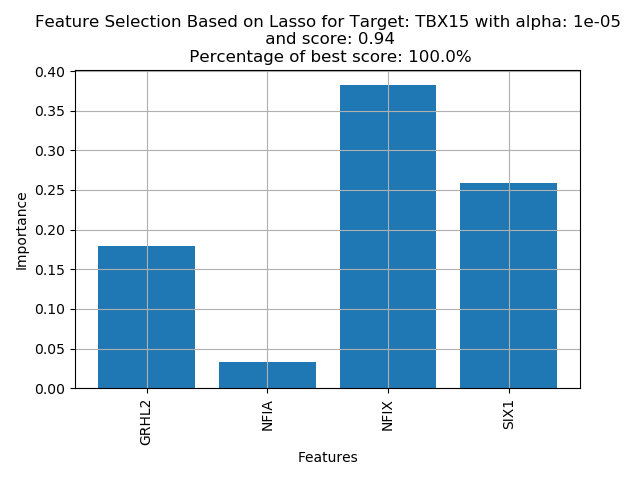 Feature Selection Based on Lasso for Target: TBX15 with alpha: 1e-05
and score: 0.94
Percentage of best score: 100.0%
0.40
0.35
0.30
0.25
0.20
0.15
0.10
0.05
0.00
Importance
GRHL2
NFIA
NFIX
SIX1
Features